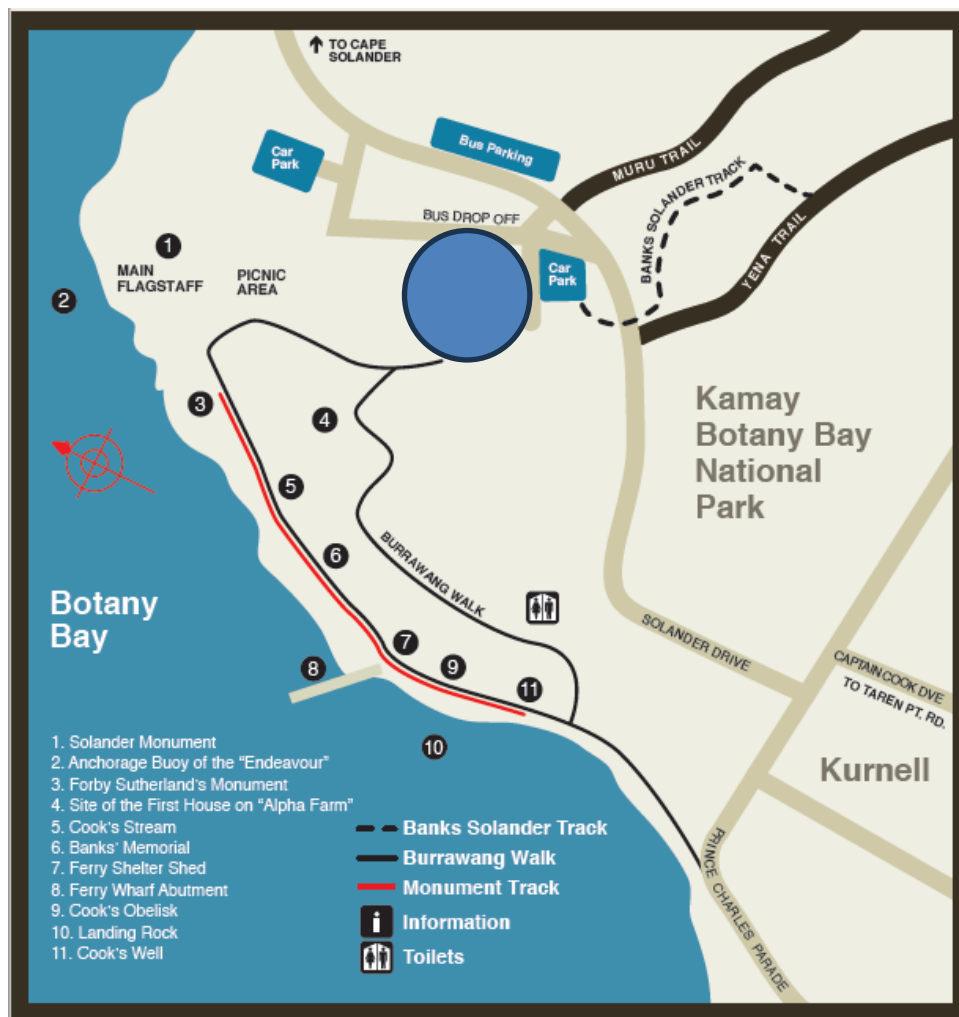 TO CAPE
SOLANDER
Bus Parking
Car
Park
MURU TRAIL
BANKS SOLANDER TRACK
YENA TRAIL
BUS DROP OFF
Car
Park
1
MAIN
FLAGSTAFF
PICNIC
AREA
2
3
4
Kamay
Botany Bay
National
Park
5
6
BURRAWANG WALK
Botany
Bay
7
8
9
11
10
SOLANDER DRIVE
CAPTAIN COOK DVE
TO TAREN PT. RD.
Kurnell
PRINCE CHARLES PARADE
1. Solander Monument
2. Anchorage Buoy of the “Endeavour”
3. Forby Sutherland's Monument
4. Site of the First House on “Alpha Farm”
5. Cook's Stream
6. Banks' Memorial
7. Ferry Shelter Shed
8. Ferry Wharf Abutment
9. Cook's Obelisk
10. Landing Rock
11. Cook's Well
Banks Solander Track
Burrawang Walk
Monument Track
i Information
Toilets